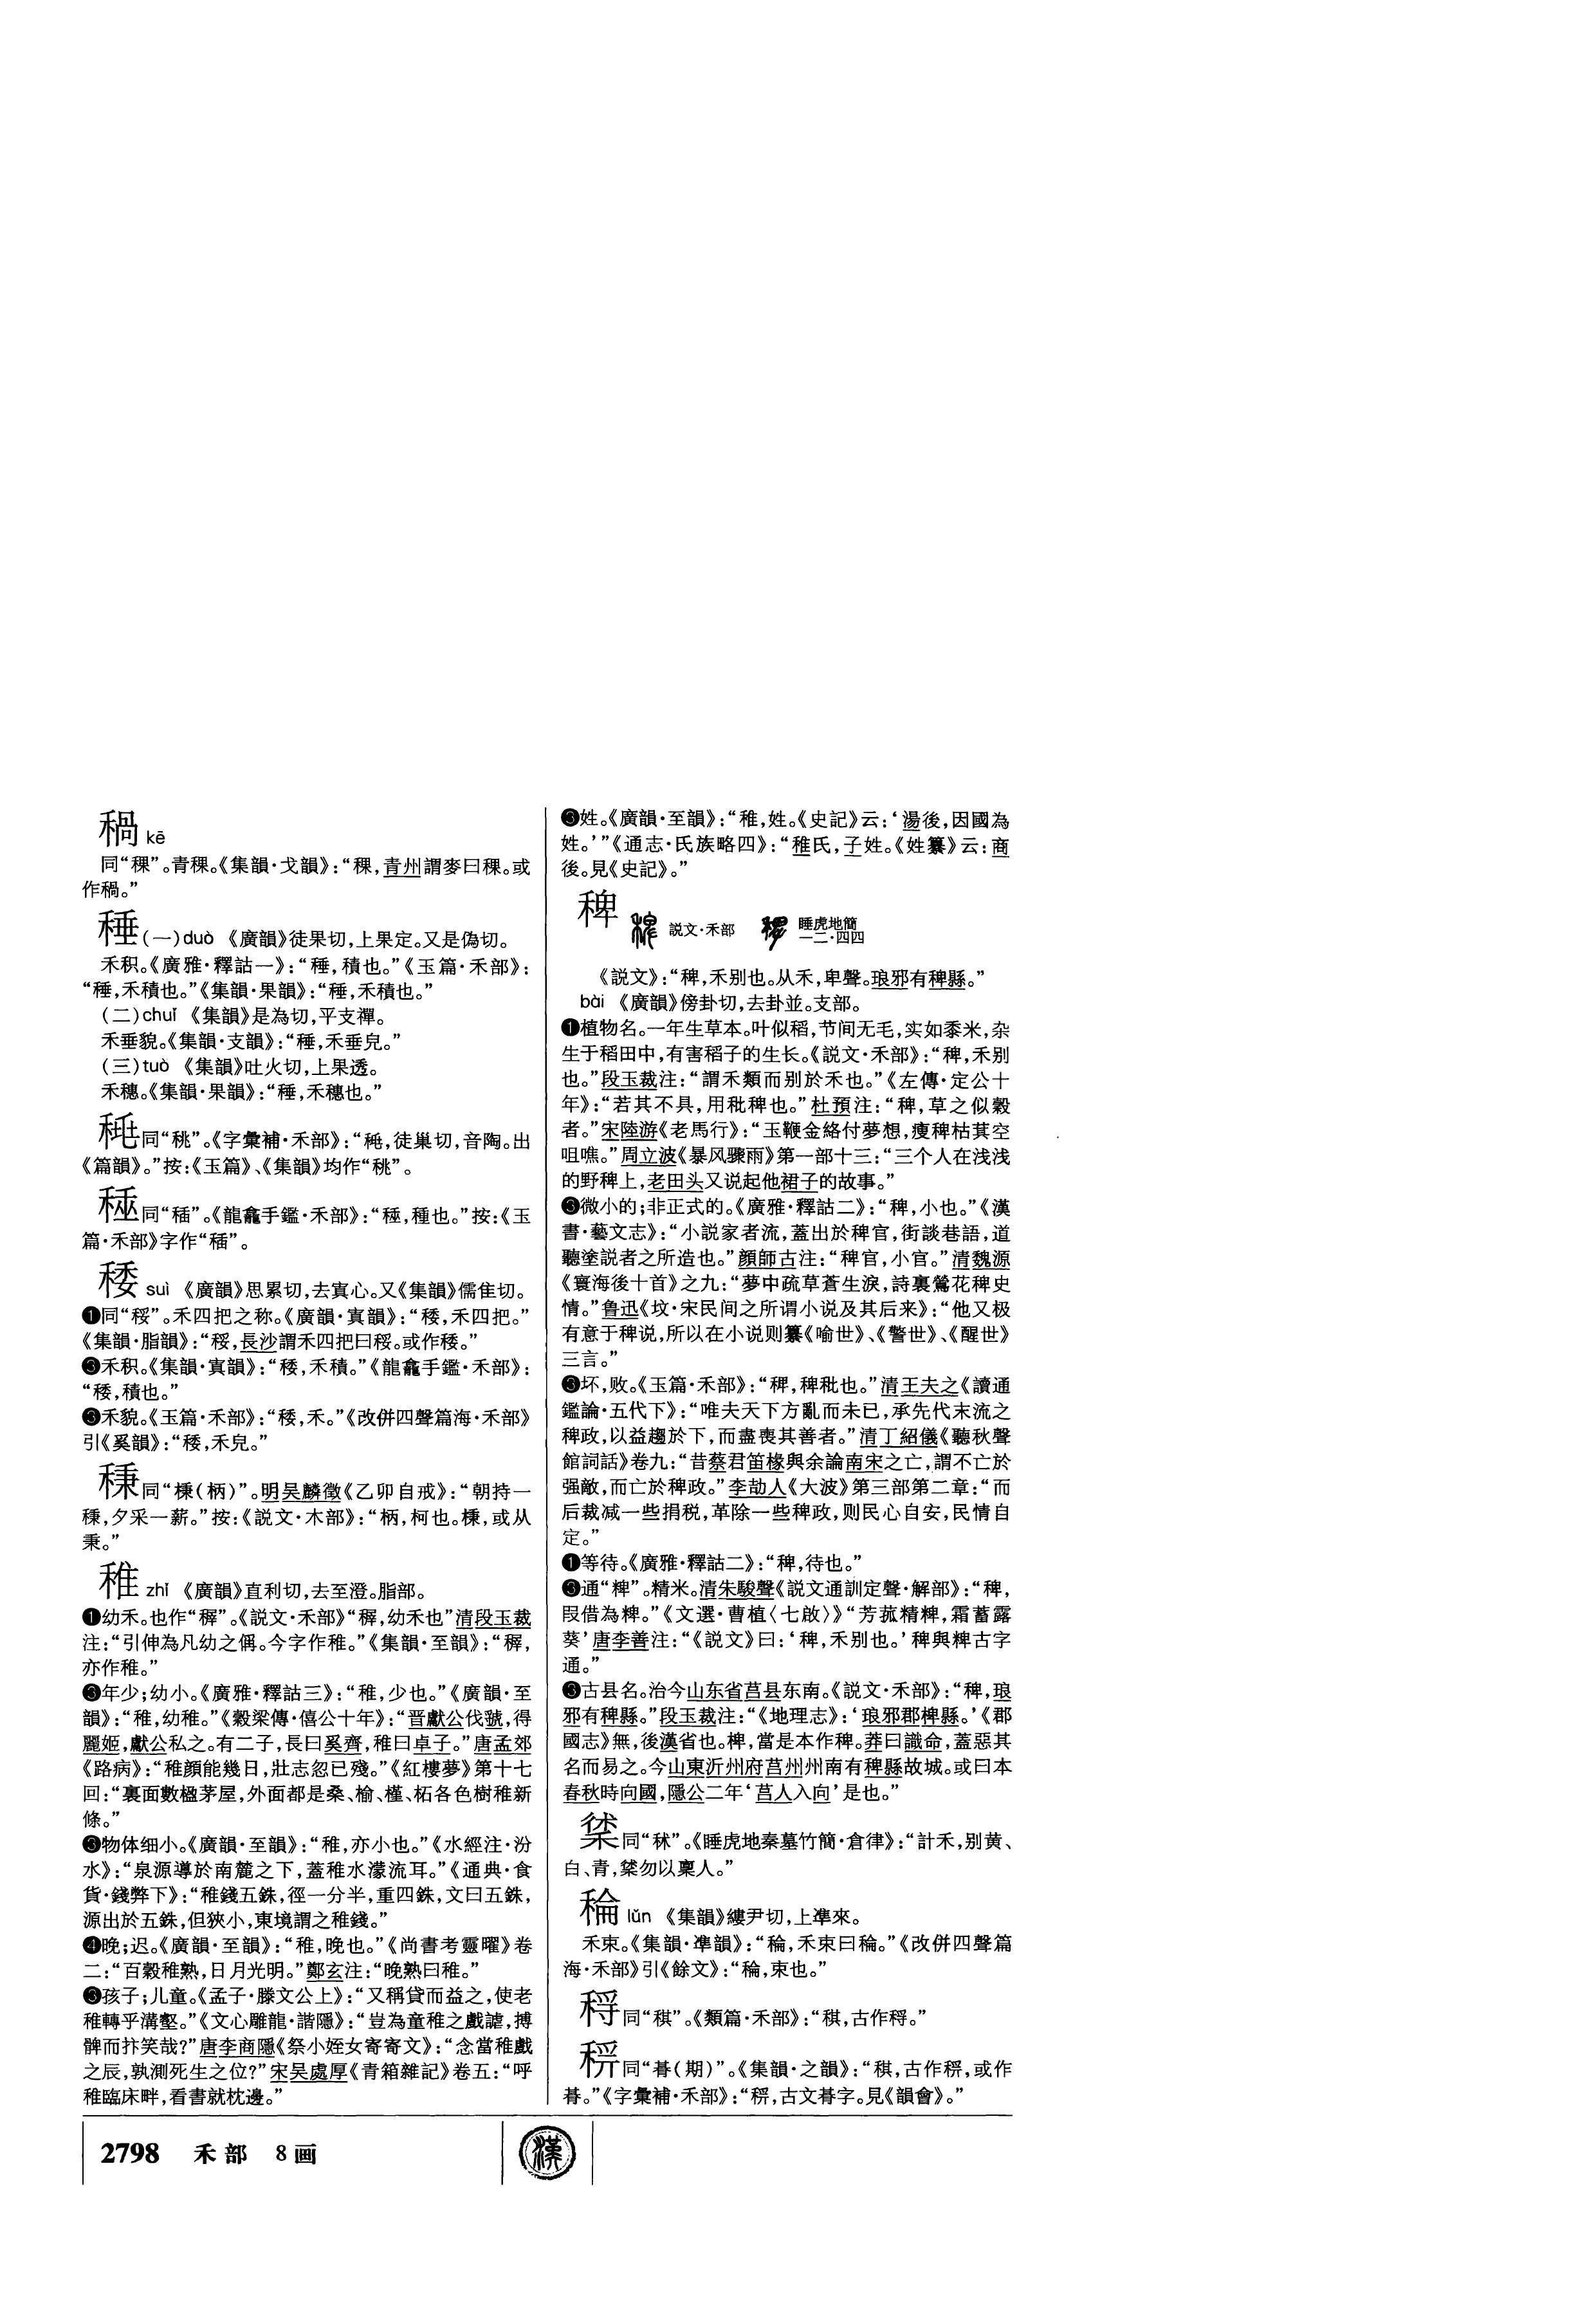 kē
同“稞”。青稞。《集韻·戈韻》：“稞，青州謂麥曰稞。或
作𥟂。”
(一)duò 《廣韻》徒果切，上果定。又是偽切。
禾积。《廣雅·釋詁一》：“䅜，積也。”《玉篇·禾部》：
“䅜，禾積也。”《集韻·果韻》：“䅜，禾積也。”
(二)chuí 《集韻》是為切，平支禪。
禾垂貌。《集韻·支韻》：“䅜，禾垂皃。”
(三)tuǒ 《集韻》吐火切，上果透。
禾穗。《集韻·果韻》：“䅜，禾穗也。”
同“䄻”。《字彙補·禾部》：“，徒巢切，音陶。出
《篇韻》。”按：《玉篇》、《集韻》均作“䄻”。
同“”。《龍龕手鑑·禾部》：“，種也。”按：《玉
篇·禾部》字作“”。
䅑 suì 《廣韻》思累切，去寘心。又《集韻》儒隹切。
❶同“桵”。禾四把之称。《廣韻·寘韻》：“䅑，禾四把。”
《集韻·脂韻》：“，長沙謂禾四把曰。或作䅑。”
❸禾积。《集韻·寘韻》：“䅑，禾積。”《龍龕手鑑·禾部》：
“䅑，積也。”
❸禾貌。《玉篇·禾部》：“䅑，禾。”《改併四聲篇海·禾部》
引《奚韻》：“䅑，禾皃。”
同“棅(柄)”。明吴麟徵《乙卯自戒》：“朝持一
，夕采一薪。”按：《説文·木部》：“柄，柯也。棅，或从
秉。”
稚 zhǐ 《廣韻》直利切，去至澄。脂部。
❶幼禾。也作“稺”。《説文·禾部》“稺，幼禾也”清段玉裁
注：“引伸為凡幼之偁。今字作稚。”《集韻·至韻》：“稺，
亦作稚。”
❸年少；幼小。《廣雅·釋詁三》：“稚，少也。”《廣韻·至
韻》：“稚，幼稚。”《穀梁傳·僖公十年》：“晋獻公伐虢，得
麗姬，獻公私之。有二子，長曰奚齊，稚曰卓子。”唐孟郊
《路病》：“稚顔能幾日，壯志忽已殘。”《紅樓夢》第十七
回：“裏面數楹茅屋，外面都是桑、榆、槿、柘各色樹稚新
條。”
❸物体细小。《廣韻·至韻》：“稚，亦小也。”《水經注·汾
水》：“泉源導於南麓之下，蓋稚水濛流耳。”《通典·食
貨·錢弊下》：“稚錢五銖，徑一分半，重四銖，文曰五銖，
源出於五銖，但狹小，東境謂之稚錢。”
❹晚；迟。《廣韻·至韻》：“稚，晚也。”《尚書考靈曜》卷
二：“百穀稚熟，日月光明。”鄭玄注：“晚熟曰稚。”
❸孩子；儿童。《孟子·滕文公上》：“又稱貸而益之，使老
稚轉乎溝壑。”《文心雕龍·諧隱》：“豈為童稚之戲謔，搏
髀而抃笑哉？”唐李商隱《祭小姪女寄寄文》：“念當稚戲
之辰，孰測死生之位？”宋吴處厚《青箱雜記》卷五：“呼
稚臨床畔，看書就枕邊。”
❸姓。《廣韻·至韻》：“稚，姓。《史記》云：‘湯後，因國為
姓。’”《通志·氏族略四》：“稚氏，子姓。《姓纂》云：商
後。見《史記》。”
稗 説文·禾部 睡虎地簡
一二·四四
《説文》：“稗，禾别也。从禾，卑聲。琅邪有稗縣。”
bài 《廣韻》傍卦切，去卦並。支部。
❶植物名。一年生草本。叶似稻，节间无毛，实如黍米，杂
生于稻田中，有害稻子的生长。《説文·禾部》：“稗，禾别
也。”段玉裁注：“謂禾類而别於禾也。”《左傳·定公十
年》：“若其不具，用秕稗也。”杜預注：“稗，草之似穀
者。”宋陸游《老馬行》：“玉鞭金絡付夢想，瘦稗枯萁空
咀噍。”周立波《暴风骤雨》第一部十三：“三个人在浅浅
的野稗上，老田头又说起他裙子的故事。”
❸微小的；非正式的。《廣雅·釋詁二》：“稗，小也。”《漢
書·藝文志》：“小説家者流，蓋出於稗官，街談巷語，道
聽塗説者之所造也。”顔師古注：“稗官，小官。”清魏源
《寰海後十首》之九：“夢中疏草蒼生淚，詩裏鶯花稗史
情。”鲁迅《坟·宋民间之所谓小说及其后来》：“他又极
有意于稗说，所以在小说则纂《喻世》、《警世》、《醒世》
三言。”
❸坏，败。《玉篇·禾部》：“稗，稗秕也。”清王夫之《讀通
鑑論·五代下》：“唯夫天下方亂而未已，承先代末流之
稗政，以益趨於下，而盡喪其善者。”清丁紹儀《聽秋聲
館詞話》卷九：“昔蔡君笛椽與余論南宋之亡，謂不亡於
强敵，而亡於稗政。”李劼人《大波》第三部第二章：“而
后裁减一些捐税，革除一些稗政，则民心自安，民情自
定。”
❶等待。《廣雅·釋詁二》：“稗，待也。”
❸通“粺”。精米。清朱駿聲《説文通訓定聲·解部》：“稗，
叚借為粺。”《文選·曹植〈七啟〉》“芳菰精粺，霜蓄露
葵’唐李善注：“《説文》曰：‘稗，禾别也。’稗與粺古字
通。”
❸古县名。治今山东省莒县东南。《説文·禾部》：“稗，琅
邪有稗縣。”段玉裁注：“《地理志》：‘琅邪郡椑縣。’《郡
國志》無，後漢省也。椑，當是本作稗。莽曰識命，蓋惡其
名而易之。今山東沂州府莒州州南有稗縣故城。或曰本
春秋時向國，隱公二年‘莒人入向’是也。”
同“秫”。《睡虎地秦墓竹簡·倉律》：“計禾，别黄、
白、青，勿以稟人。”
稐 lǔn 《集韻》縷尹切，上準來。
禾束。《集韻·準韻》：“稐，禾束曰稐。”《改併四聲篇
海·禾部》引《餘文》：“稐，束也。”
同“稘”。《類篇·禾部》：“稘，古作。”
同“朞(期)”。《集韻·之韻》：“稘，古作，或作
朞。”《字彙補·禾部》：“，古文朞字。見《韻會》。”
2798 禾部 8画
漢